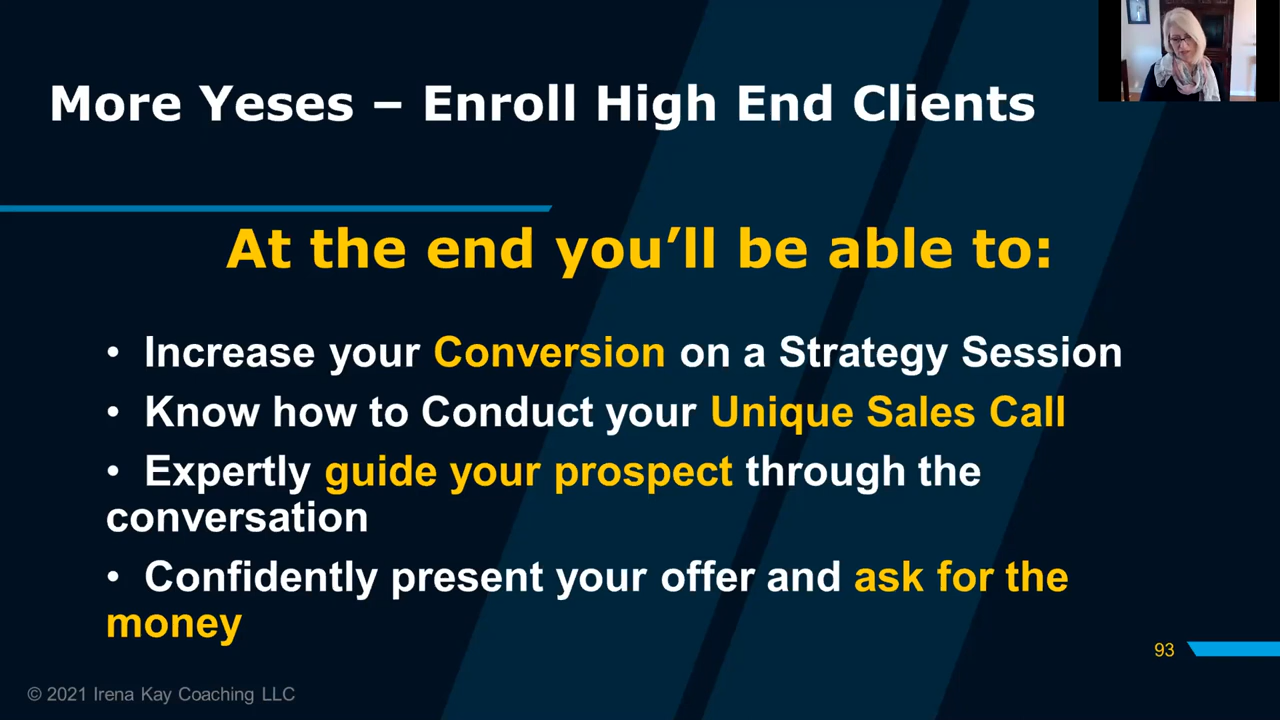 More Yeses – Enroll High End Clients
At the end you’ll be able to:
• Increase your Conversion on a Strategy Session
• Know how to Conduct your Unique Sales Call
• Expertly guide your prospect through the
conversation
• Confidently present your offer and ask for the
money
93
© 2021 Irena Kay Coaching LLC